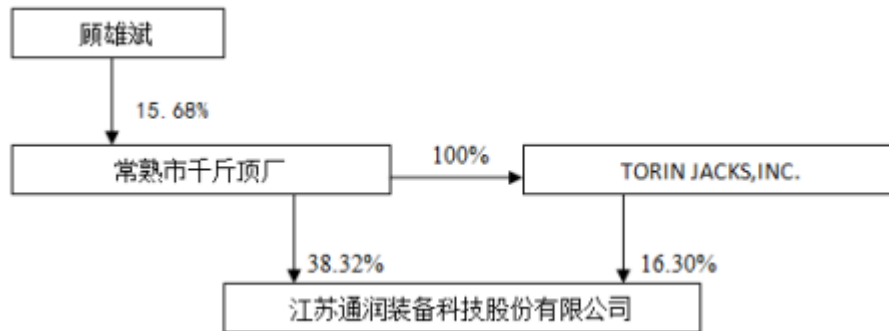 顾雄斌
15.68%
常熟市千斤顶厂
100%
TORIN JACKS,INC.
38.32%
16.30%
江苏通润装备科技股份有限公司